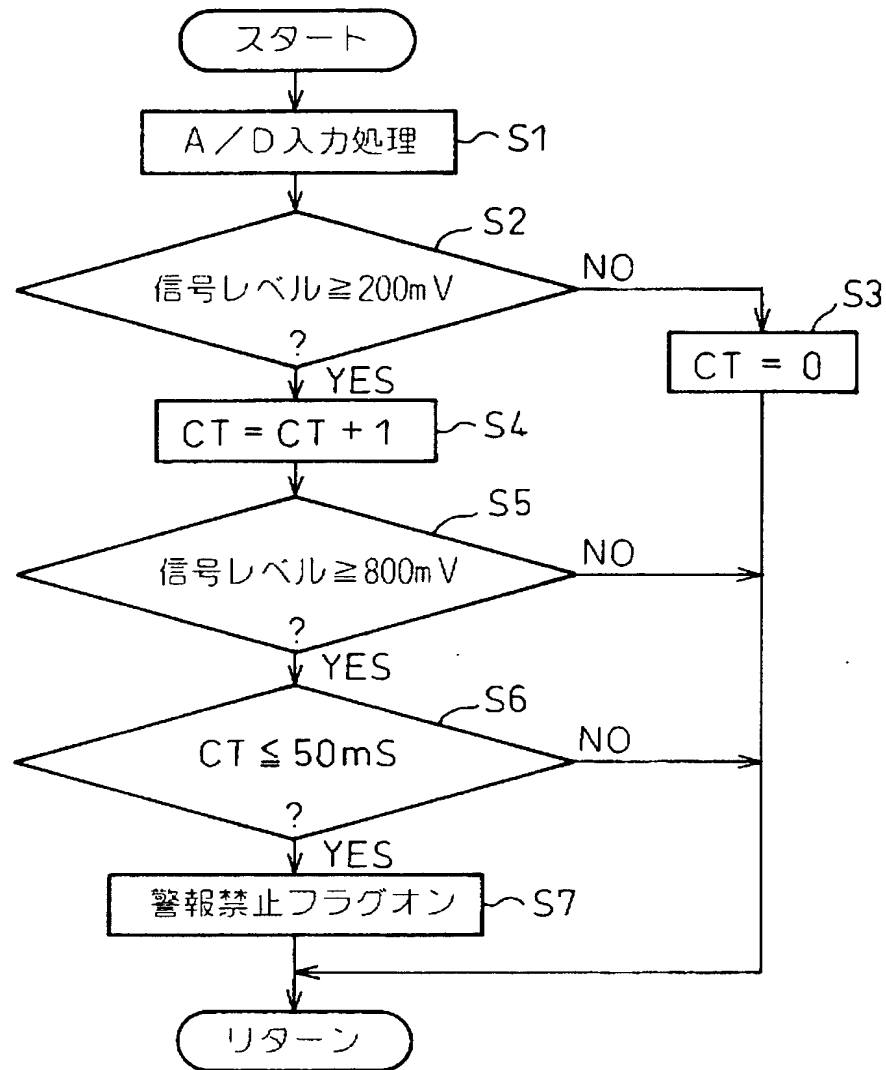 スタート
A/D入力処理
S1
S2
信号レベル≧200mV
?
NO
YES
S3
CT = 0
CT = CT + 1
S4
S5
信号レベル≧800mV
?
NO
YES
S6
CT≦50mS
?
NO
YES
警報禁止フラグオン
S7
リターン